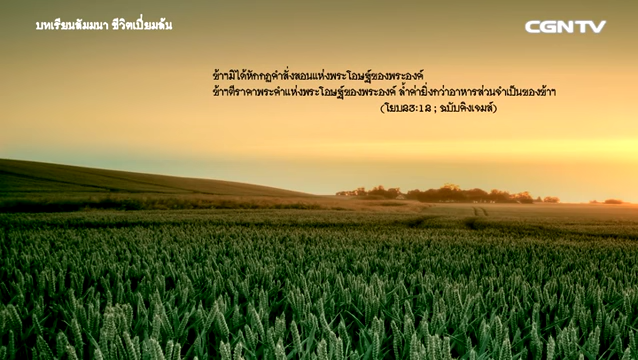 บทเรียนสัมมนา ชีวิตเปี่ยมล้น
CGNTV
ข้าฯมิได้หักกฎคำสั่งสอนแห่งพระโอษฐ์ของพระองค์
ข้าฯตีราคาพระคำแห่งพระโอษฐ์ของพระองค์ ล้ำค่ายิ่งกว่าอาหารส่วนจำเป็นของข้าฯ
(โยบ23:12 ; ฉบับคิงเจมส์)